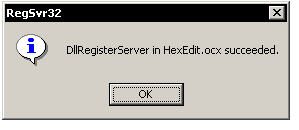 RegSvr32
DllRegisterServer in HexEdit.ocx succeeded.
OK